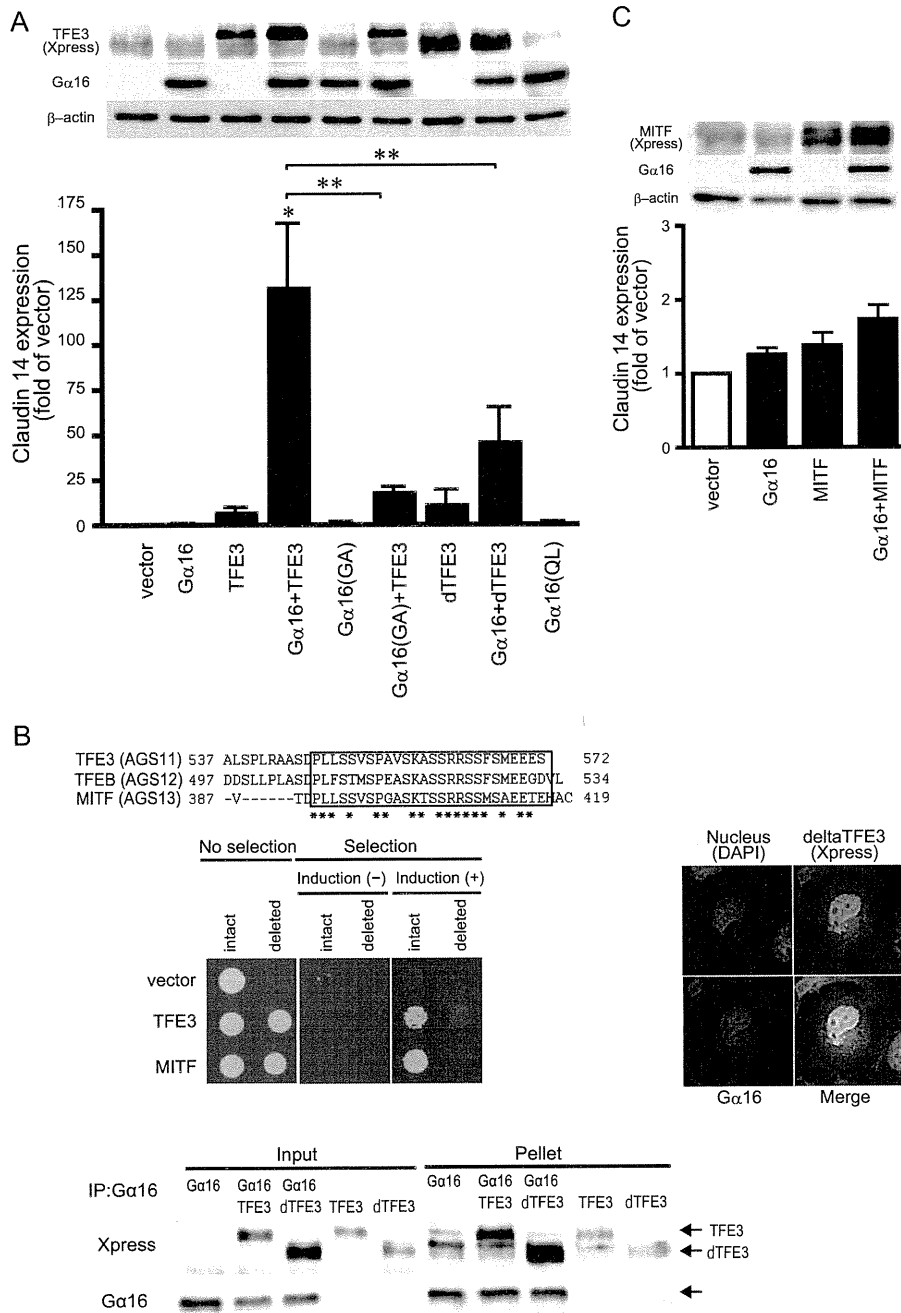 A
TFE3
(Xpress)
Gα16
β–actin
**
**
*
175
150
125
100
75
50
25
0
Claudin 14 expression
(fold of vector)
vector
Gα16
TFE3
Gα16+TFE3
Gα16(GA)
Gα16(GA)+TFE3
dTFE3
Gα16+dTFE3
Gα16(QL)
C
MITF
(Xpress)
Gα16
β–actin
3
2
1
0
Claudin 14 expression
(fold of vector)
vector
Gα16
MITF
Gα16+MITF
B
TFE3 (AGS11) 537 ALSPLRAASDPLLSSVSPAVSKASSRRSSFSMEEES 572
TFEB (AGS12) 497 DDSLLPLASDPLFSTMSPEASKASSRRSSFSMEEGDVL 534
MITF (AGS13) 387 -V------TDPLLSSVSPGASKTSSRRSSMSAEETEHAC 419
*** * ** ** ****** * **
No selection Selection
Induction (–) Induction (+)
intact deleted intact deleted intact deleted
vector
TFE3
MITF
Nucleus
(DAPI)
deltaTFE3
(Xpress)
Gα16 Merge
Input Pellet
IP:Gα16
Gα16 Gα16 Gα16 Gα16 Gα16 Gα16
TFE3 dTFE3 TFE3 dTFE3 TFE3 dTFE3 TFE3 dTFE3
Xpress
TFE3
dTFE3
Gα16